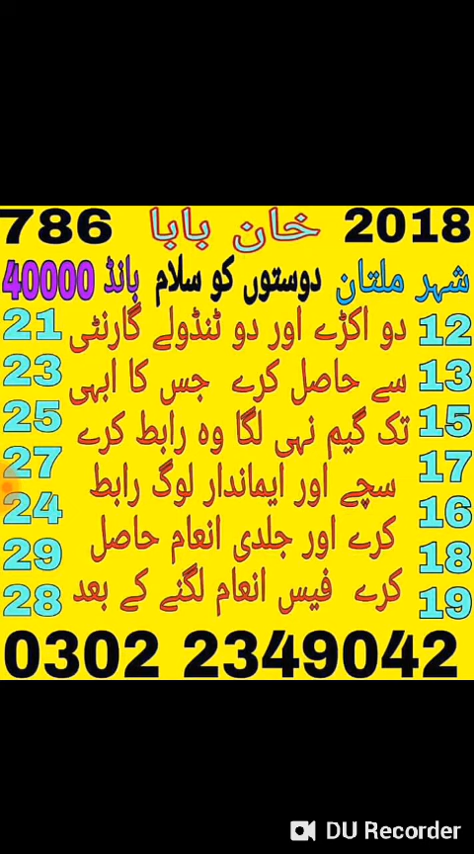 786 خان بابا 2018
شہر ملتان دوستوں کو سلام بانڈ 40000
12 دو اکڑے اور دو ٹنڈولے گارنٹی 21
13 سے حاصل کرے جس کا ابھی 23
15 تک گیم نہی لگا وہ رابط کرے 25
17 سچے اور ایماندار لوگ رابط 27
16 کرے اور جلدی انعام حاصل 24
18 کرے فیس انعام لگنے کے بعد 29
19 28
0302 2349042
DU Recorder